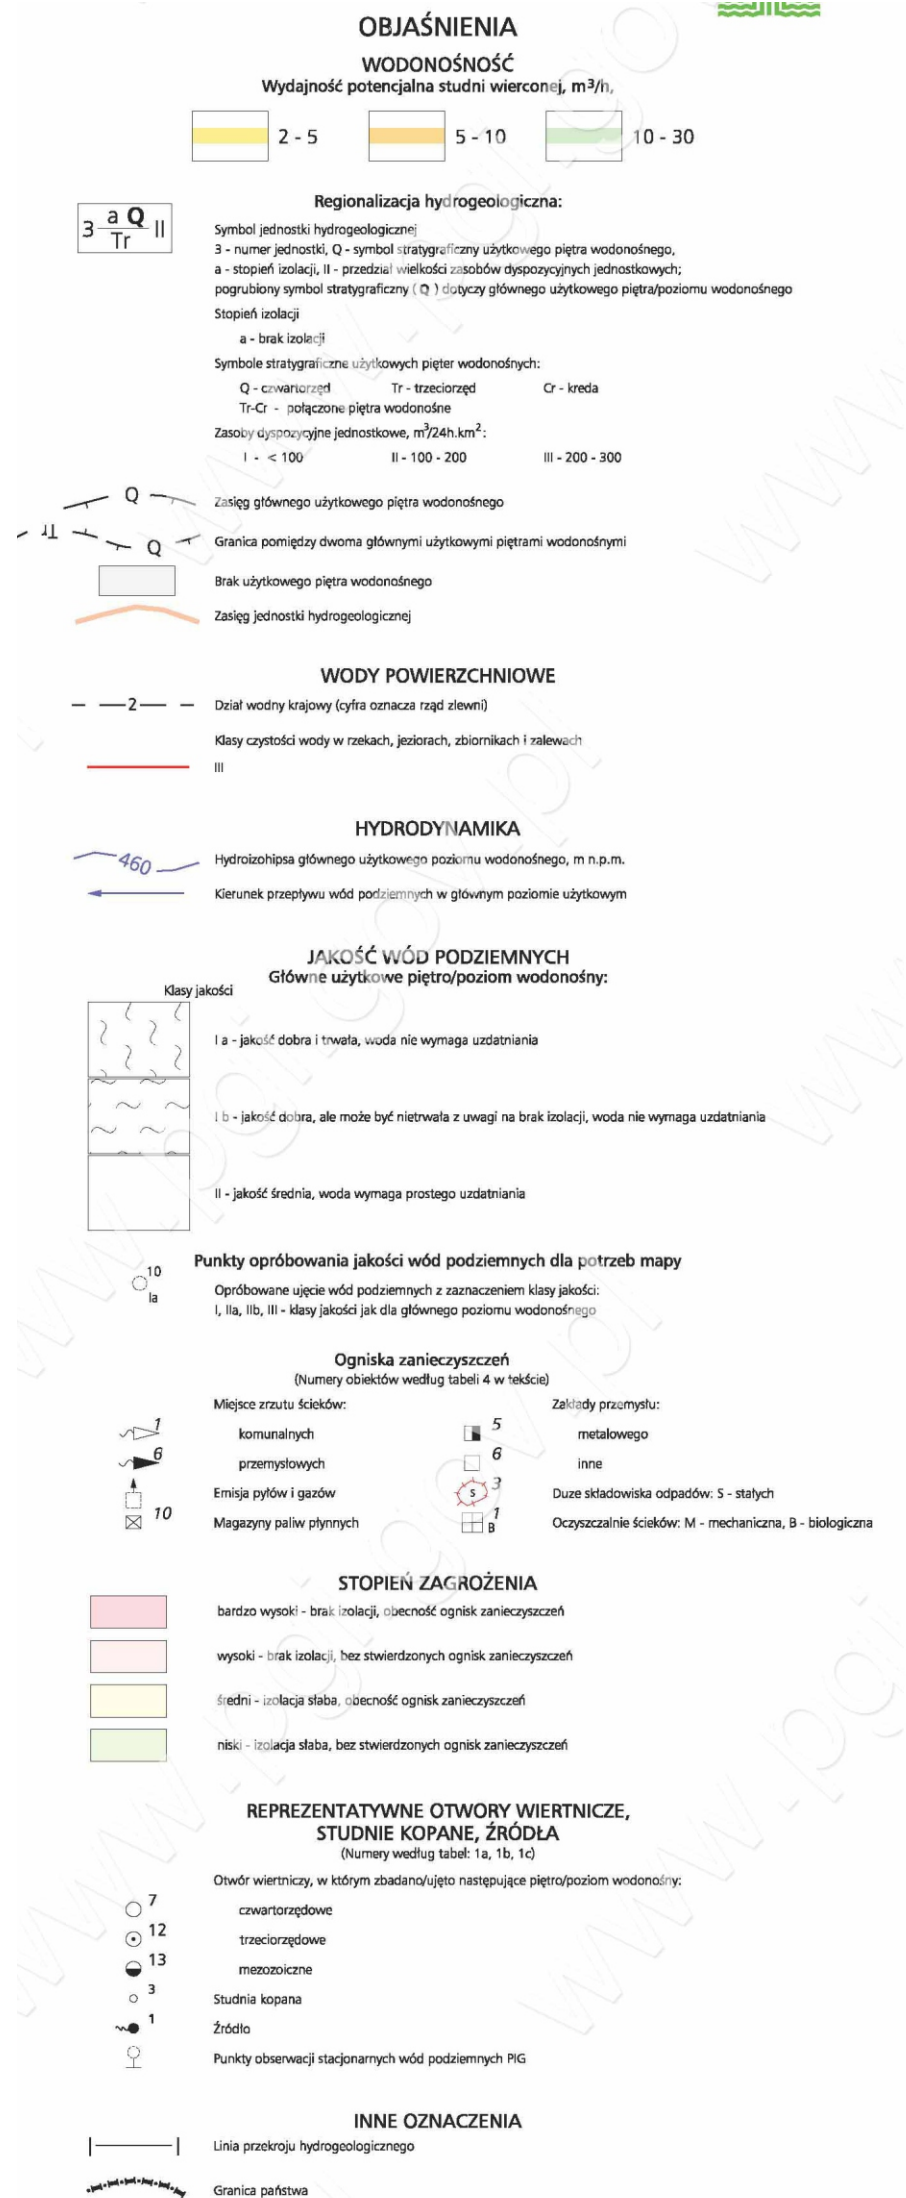 OBJAŚNIENIA
WODONOŚNOŚĆ
Wydajność potencjalna studni wierconej, m³/h,
2 - 5 5 - 10 10 - 30
Regionalizacja hydrogeologiczna:
3 a Q Tr II
Symbol jednostki hydrogeologicznej
3 - numer jednostki, Q - symbol stratygraficzny użytkowego piętra wodonośnego,
a - stopień izolacji, II - przedział wielkości zasobów dyspozycyjnych jednostkowych;
pogrubiony symbol stratygraficzny ( Q ) dotyczy głównego użytkowego piętra/poziomu wodonośnego
Stopień izolacji
a - brak izolacji
Symbole stratygraficzne użytkowych pięter wodonośnych:
Q - czwartorzęd Tr - trzeciorzęd Cr - kreda
Tr-Cr - połączone piętra wodonośne
Zasoby dyspozycyjne jednostkowe, m³/24h.km²:
I - < 100 II - 100 - 200 III - 200 - 300
Q Zasięg głównego użytkowego piętra wodonośnego
Tr Q Granica pomiędzy dwoma głównymi użytkowymi piętrami wodonośnymi
Brak użytkowego piętra wodonośnego
Zasięg jednostki hydrogeologicznej
WODY POWIERZCHNIOWE
2 Dział wodny krajowy (cyfra oznacza rząd zlewni)
Klasy czystości wody w rzekach, jeziorach, zbiornikach i zalewach
III
HYDRODYNAMIKA
460 Hydroizohipsa głównego użytkowego poziomu wodonośnego, m n.p.m.
Kierunek przepływu wód podziemnych w głównym poziomie użytkowym
JAKOŚĆ WÓD PODZIEMNYCH
Główne użytkowe piętro/poziom wodonośny:
Klasy jakości
I a - jakość dobra i trwała, woda nie wymaga uzdatniania
I b - jakość dobra, ale może być nietrwała z uwagi na brak izolacji, woda nie wymaga uzdatniania
II - jakość średnia, woda wymaga prostego uzdatniania
Punkty opróbowania jakości wód podziemnych dla potrzeb mapy
10
Ia
Opróbowane ujęcie wód podziemnych z zaznaczeniem klasy jakości:
I, IIa, IIb, III - klasy jakości jak dla głównego poziomu wodonośnego
Ogniska zanieczyszczeń
(Numery obiektów według tabeli 4 w tekście)
Miejsce zrzutu ścieków: Zakłady przemysłu:
1 komunalnych 5 metalowego
6 przemysłowych 6 inne
Emisja pyłów i gazów S 3 Duze składowiska odpadów: S - stałych
10 Magazyny paliw płynnych 1 B Oczyszczalnie ścieków: M - mechaniczna, B - biologiczna
STOPIEŃ ZAGROŻENIA
bardzo wysoki - brak izolacji, obecność ognisk zanieczyszczeń
wysoki - brak izolacji, bez stwierdzonych ognisk zanieczyszczeń
średni - izolacja słaba, obecność ognisk zanieczyszczeń
niski - izolacja słaba, bez stwierdzonych ognisk zanieczyszczeń
REPREZENTATYWNE OTWORY WIERTNICZE,
STUDNIE KOPANE, ŹRÓDŁA
(Numery według tabel: 1a, 1b, 1c)
Otwór wiertniczy, w którym zbadano/ujęto następujące piętro/poziom wodonośny:
7 czwartorzędowe
12 trzeciorzędowe
13 mezozoiczne
3 Studnia kopana
1 Źródło
Punkty obserwacji stacjonarnych wód podziemnych PIG
INNE OZNACZENIA
Linia przekroju hydrogeologicznego
Granica państwa
www.pgi.gov.pl